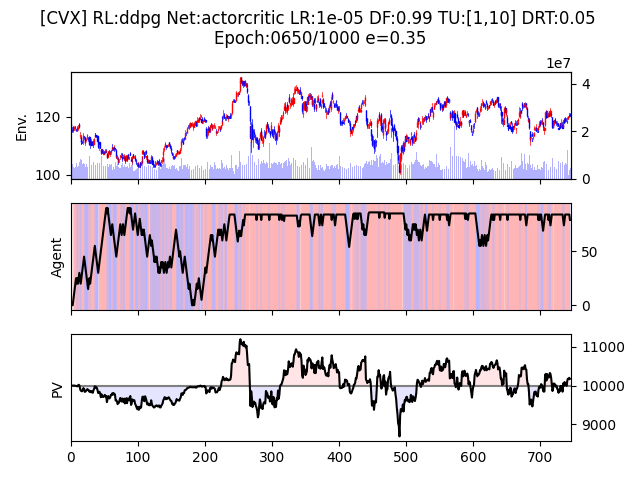 [CVX] RL:ddpg Net:actorcritic LR:1e-05 DF:0.99 TU:[1,10] DRT:0.05
Epoch:0650/1000 e=0.35
1e7
Env.
120
100
4
2
0
Agent
50
0
PV
11000
10000
9000
0 100 200 300 400 500 600 700